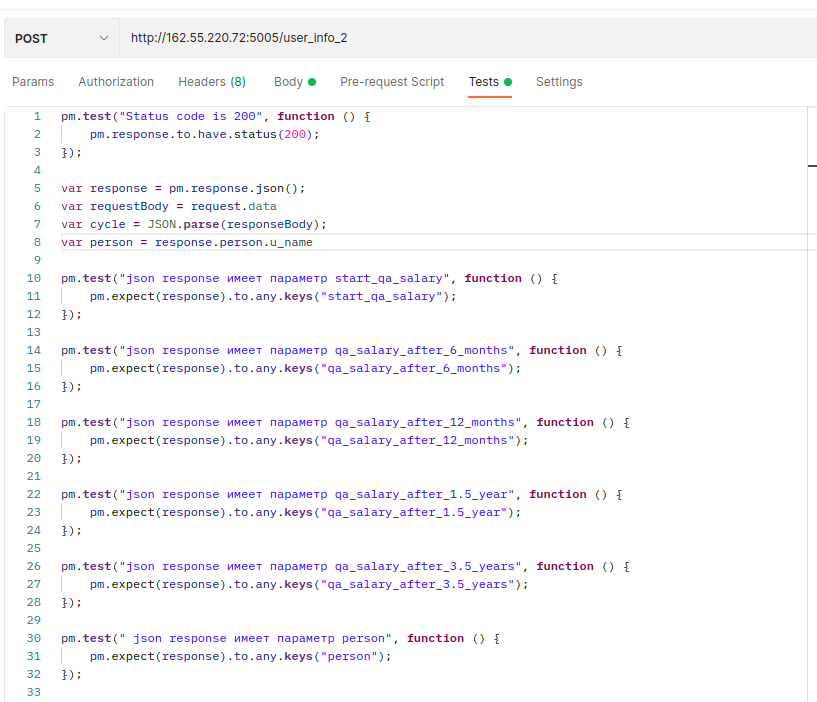 POST http://162.55.220.72:5005/user_info_2
Params Authorization Headers (8) Body Pre-request Script Tests Settings
1 pm.test("Status code is 200", function () {
2 pm.response.to.have.status(200);
3 });
4
5 var response = pm.response.json();
6 var requestBody = request.data
7 var cycle = JSON.parse(responseBody);
8 var person = response.person.u_name
9
10 pm.test("json response имеет параметр start_qa_salary", function () {
11 pm.expect(response).to.any.keys("start_qa_salary");
12 });
13
14 pm.test("json response имеет параметр qa_salary_after_6_months", function () {
15 pm.expect(response).to.any.keys("qa_salary_after_6_months");
16 });
17
18 pm.test("json response имеет параметр qa_salary_after_12_months", function () {
19 pm.expect(response).to.any.keys("qa_salary_after_12_months");
20 });
21
22 pm.test("json response имеет параметр qa_salary_after_1.5_year", function () {
23 pm.expect(response).to.any.keys("qa_salary_after_1.5_year");
24 });
25
26 pm.test("json response имеет параметр qa_salary_after_3.5_years", function () {
27 pm.expect(response).to.any.keys("qa_salary_after_3.5_years");
28 });
29
30 pm.test(" json response имеет параметр person", function () {
31 pm.expect(response).to.any.keys("person");
32 });
33